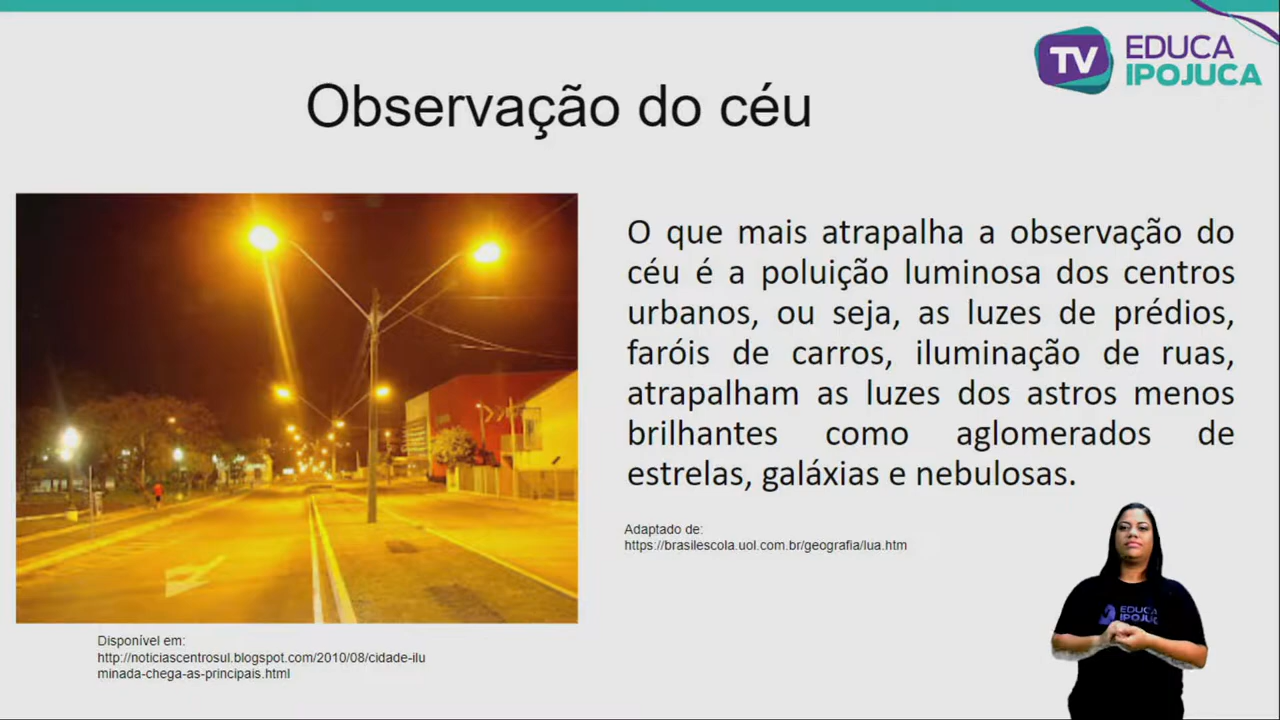 TV EDUCA
IPOJUCA
Observação do céu
O que mais atrapalha a observação do
céu é a poluição luminosa dos centros
urbanos, ou seja, as luzes de prédios,
faróis de carros, iluminação de ruas,
atrapalham as luzes dos astros menos
brilhantes como aglomerados de
estrelas, galáxias e nebulosas.
Adaptado de:
https://brasilescola.uol.com.br/geografia/lua.htm
Disponível em:
http://noticiascentrosul.blogspot.com/2010/08/cidade-ilu
minada-chega-as-principais.html
EDUCA
IPOJUC